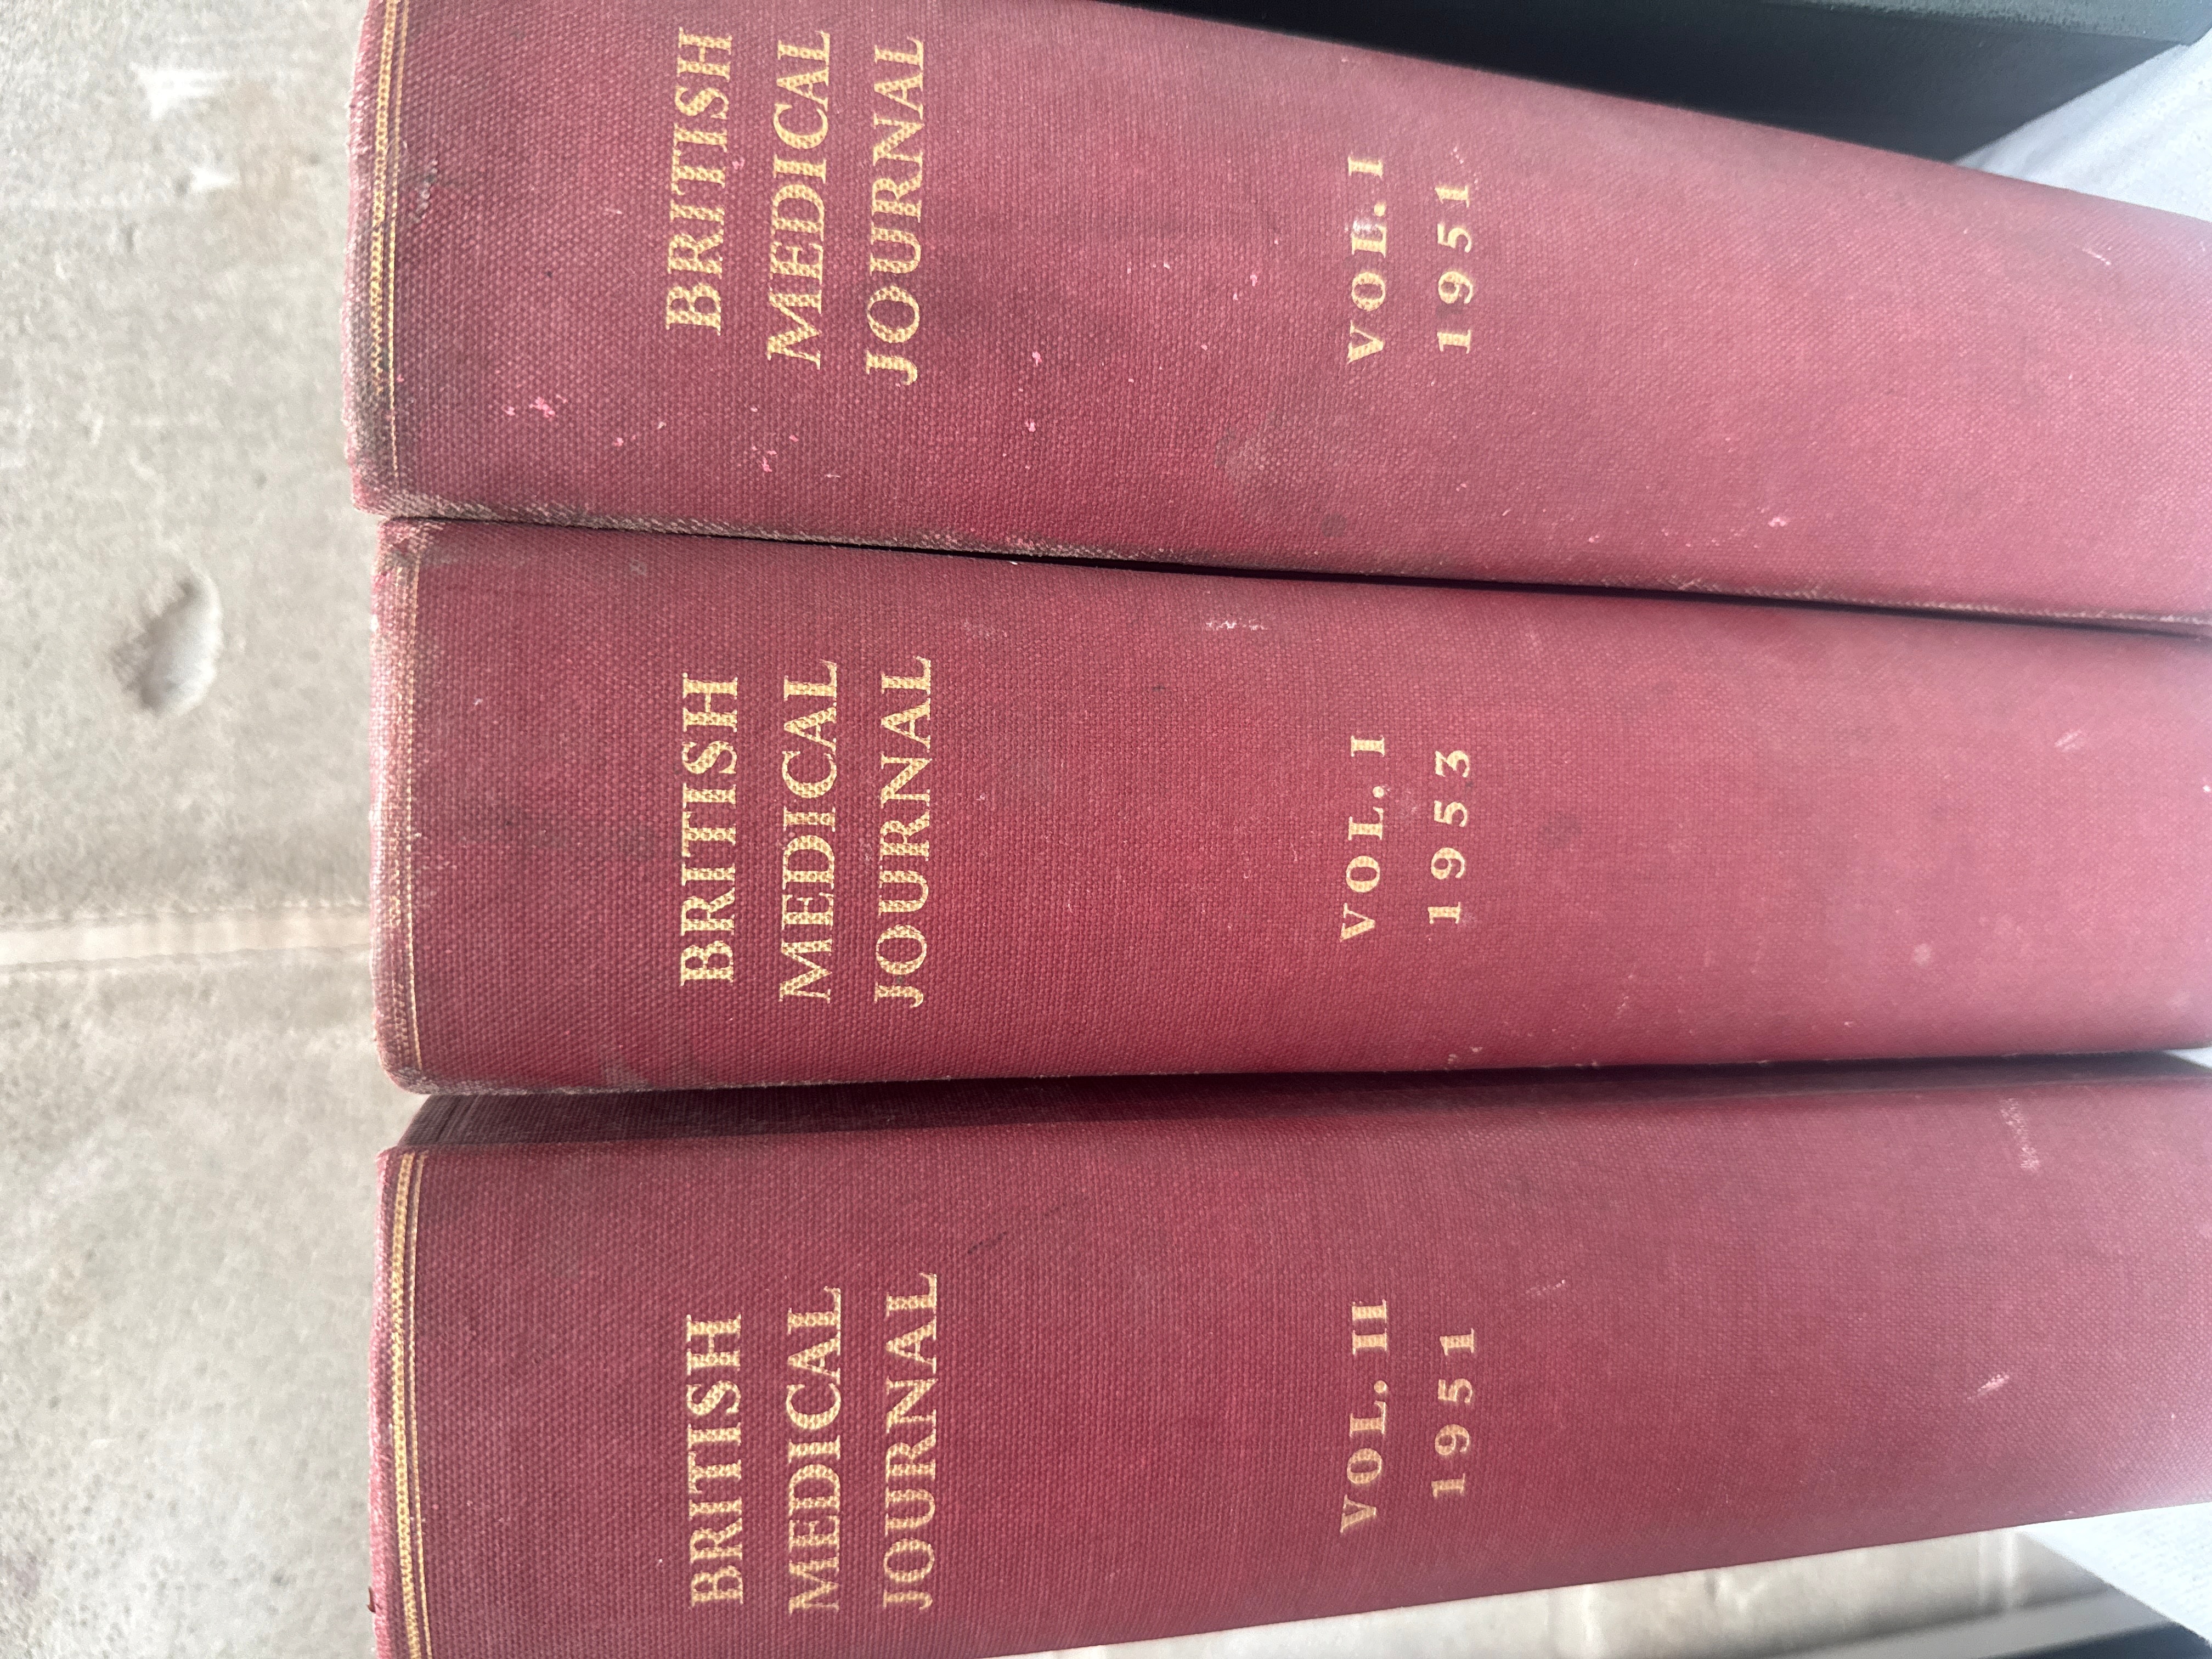 BRITISH
MEDICAL
JOURNAL
VOL. II
1951
BRITISH
MEDICAL
JOURNAL
VOL. I
1953
BRITISH
MEDICAL
JOURNAL
VOL. I
1951